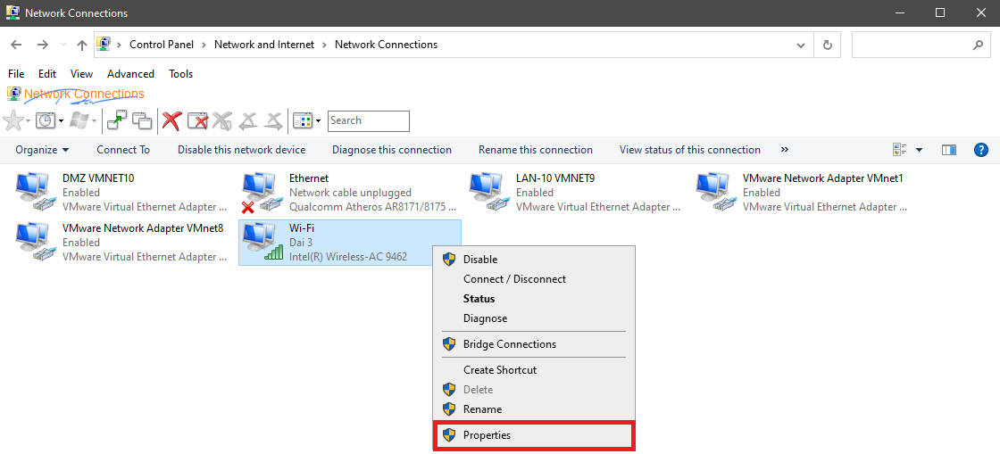 Network Connections
Control Panel > Network and Internet > Network Connections
File Edit View Advanced Tools
Network Connections
Search
Organize Connect To Disable this network device Diagnose this connection Rename this connection View status of this connection »
DMZ VMNET10
Enabled
VMware Virtual Ethernet Adapter ...
Ethernet
Network cable unplugged
Qualcomm Atheros AR8171/8175 ...
LAN-10 VMNET9
Enabled
VMware Virtual Ethernet Adapter ...
VMware Network Adapter VMnet1
Enabled
VMware Virtual Ethernet Adapter ...
VMware Network Adapter VMnet8
Enabled
VMware Virtual Ethernet Adapter ...
Wi-Fi
Dai 3
Intel(R) Wireless-AC 9462
Disable
Connect / Disconnect
Status
Diagnose
Bridge Connections
Create Shortcut
Delete
Rename
Properties